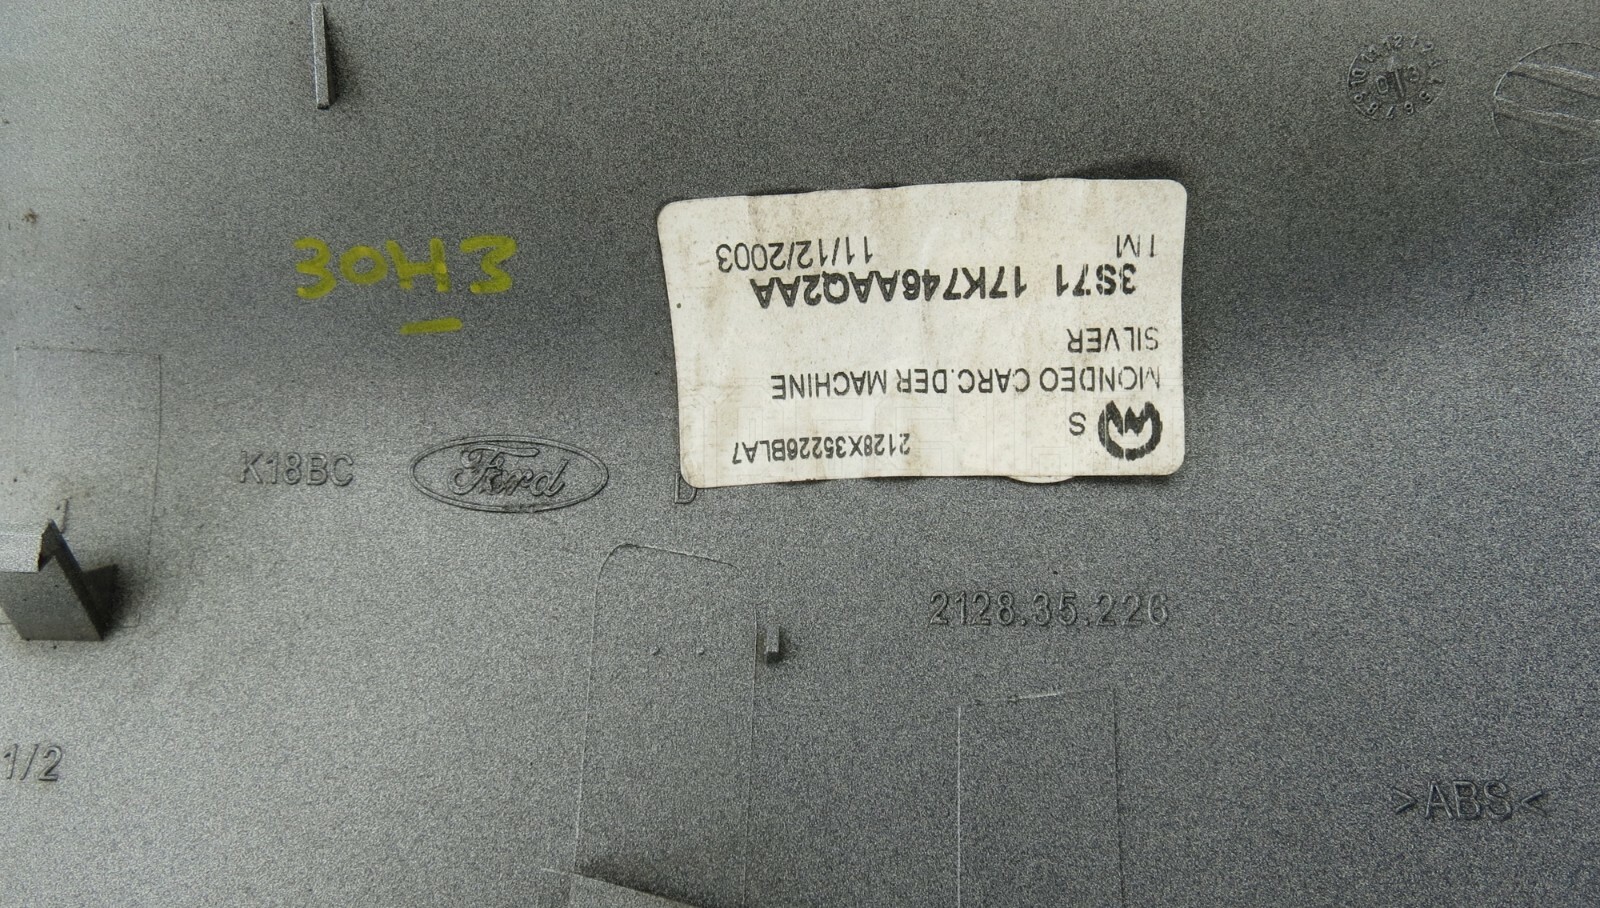 30H3
2128X35226BLA7
S
MONDEO CARC.DER MACHINE
SILVER
3S71 17K746AAQ2AA
1M 11/12/2003
K18BC
Ford
D
2128.35.226
1/2
>ABS<